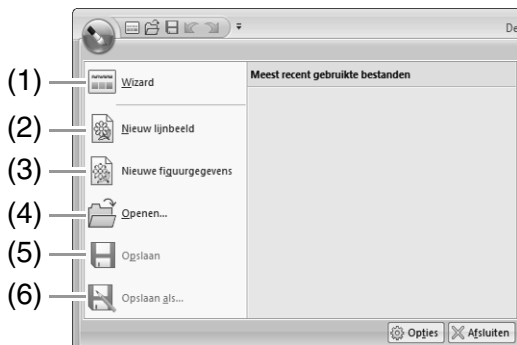 De
(1) Wizard
Meest recent gebruikte bestanden
(2) Nieuw lijnbeeld
(3) Nieuwe figuurgegevens
(4) Openen...
(5) Opslaan
(6) Opslaan als...
Opties Afsluiten